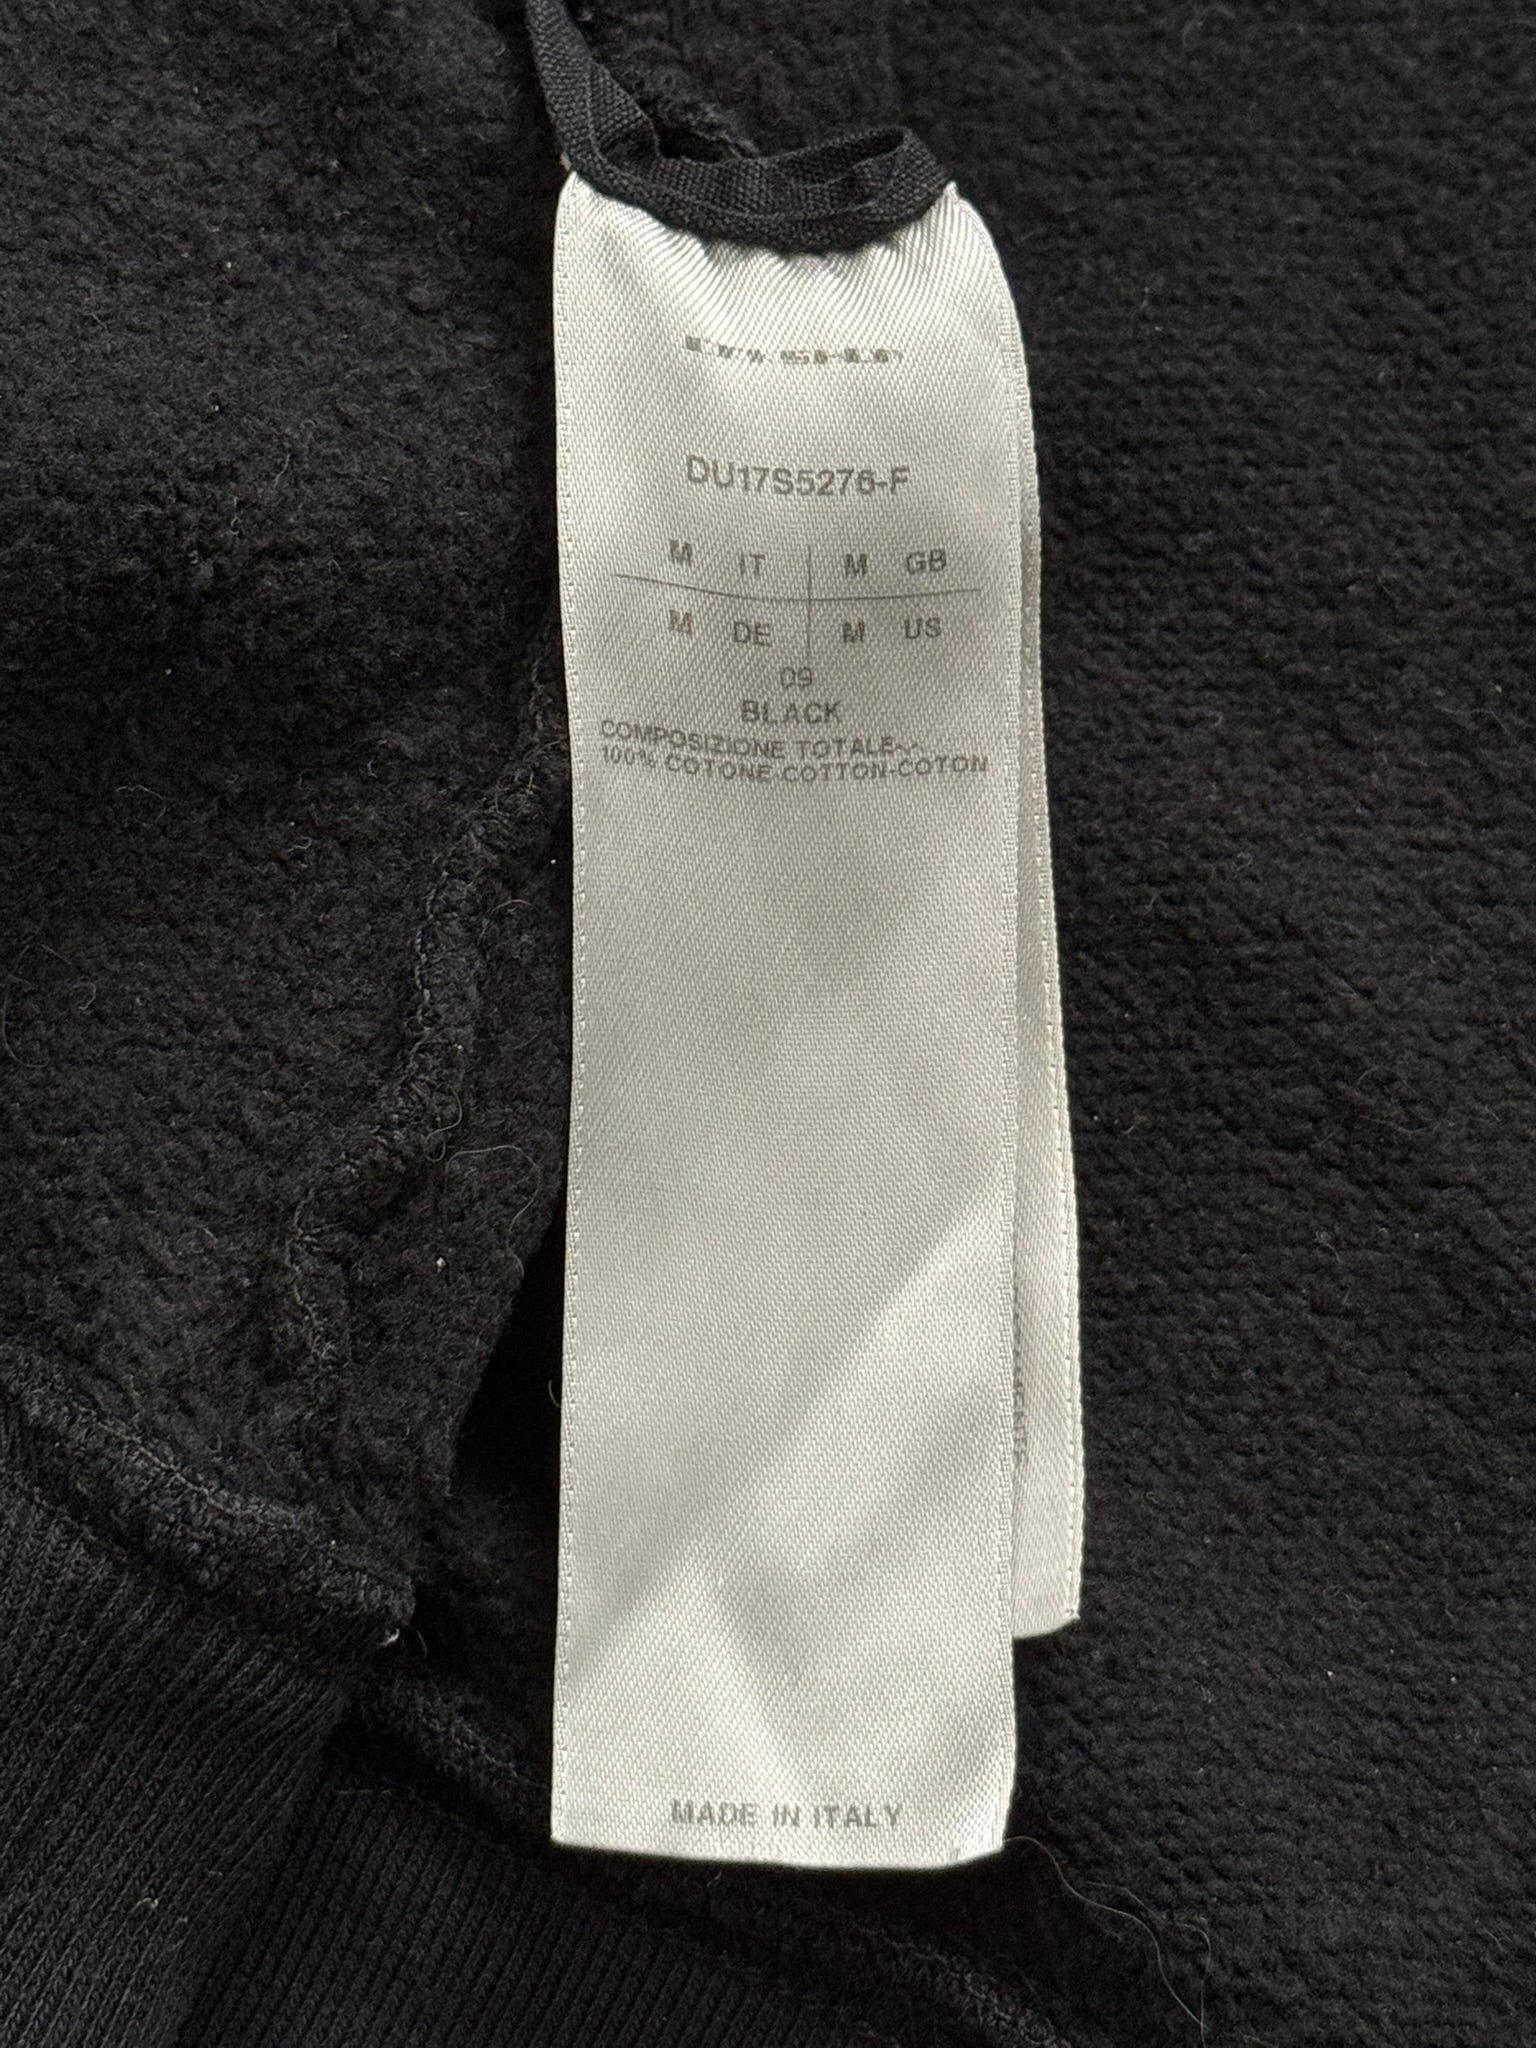 DU17S5276-F
M IT M GB
M DE M US
09
BLACK
COMPOSIZIONE TOTALE
100% COTONE.COTTON-COTON
MADE IN ITALY